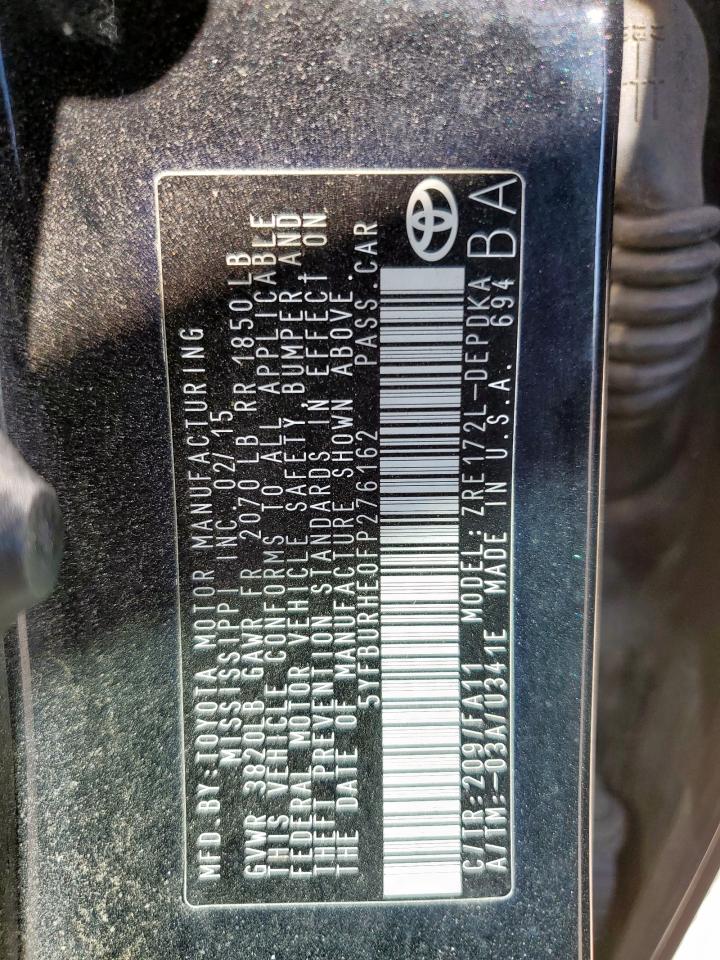 MFD.BY:TOYOTA MOTOR MANUFACTURING
MISSISSIPPI INC.02/15
GVWR 3820LB GAWR FR 2070LB RR 1850LB
THIS VEHICLE CONFORMS TO ALL APPLICABLE
FEDERAL MOTOR VEHICLE SAFETY,BUMPER AND
THEFT PREVENTION STANDARDS IN EFFECT ON
THE DATE OF MANUFACTURE SHOWN ABOVE.
5YFBURHE0FP276162 PASS.CAR
C/TR:209/FA11 MODEL:ZRE172L-DEPDKA
A/TM:-03A/U341E MADE IN U.S.A. 694
BA